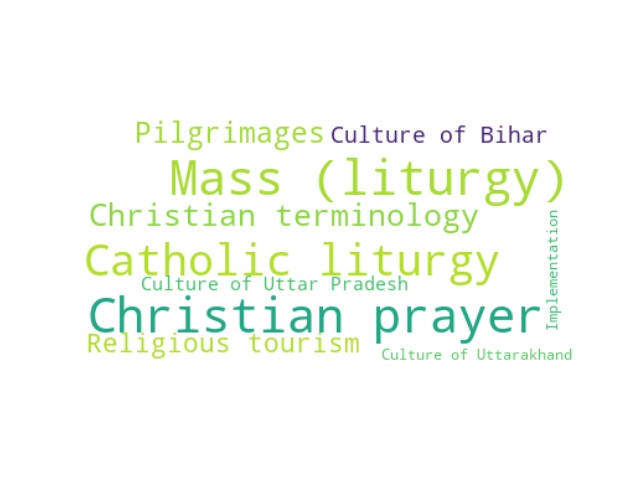 Pilgrimages
Culture of Bihar
Mass (liturgy)
Christian terminology
Implementation
Catholic liturgy
Culture of Uttar Pradesh
Christian prayer
Religious tourism
Culture of Uttarakhand